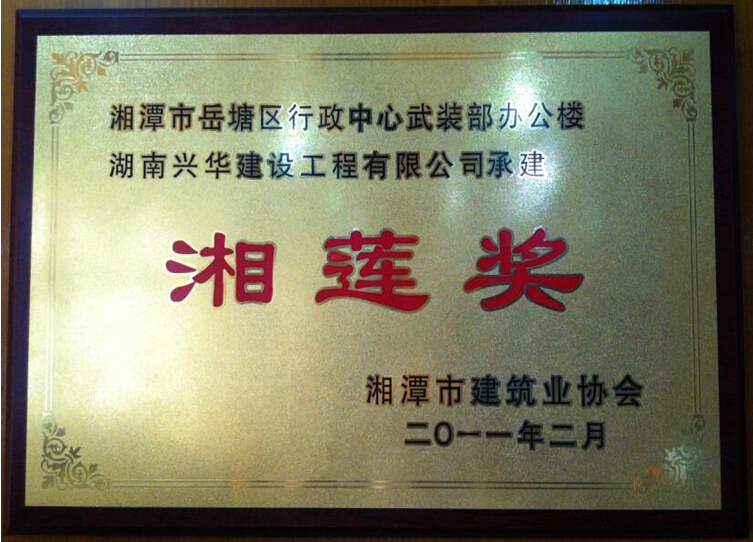 湘潭市岳塘区行政中心武装部办公楼
湖南兴华建设工程有限公司承建
湘莲奖
湘潭市建筑业协会
二〇一一年二月